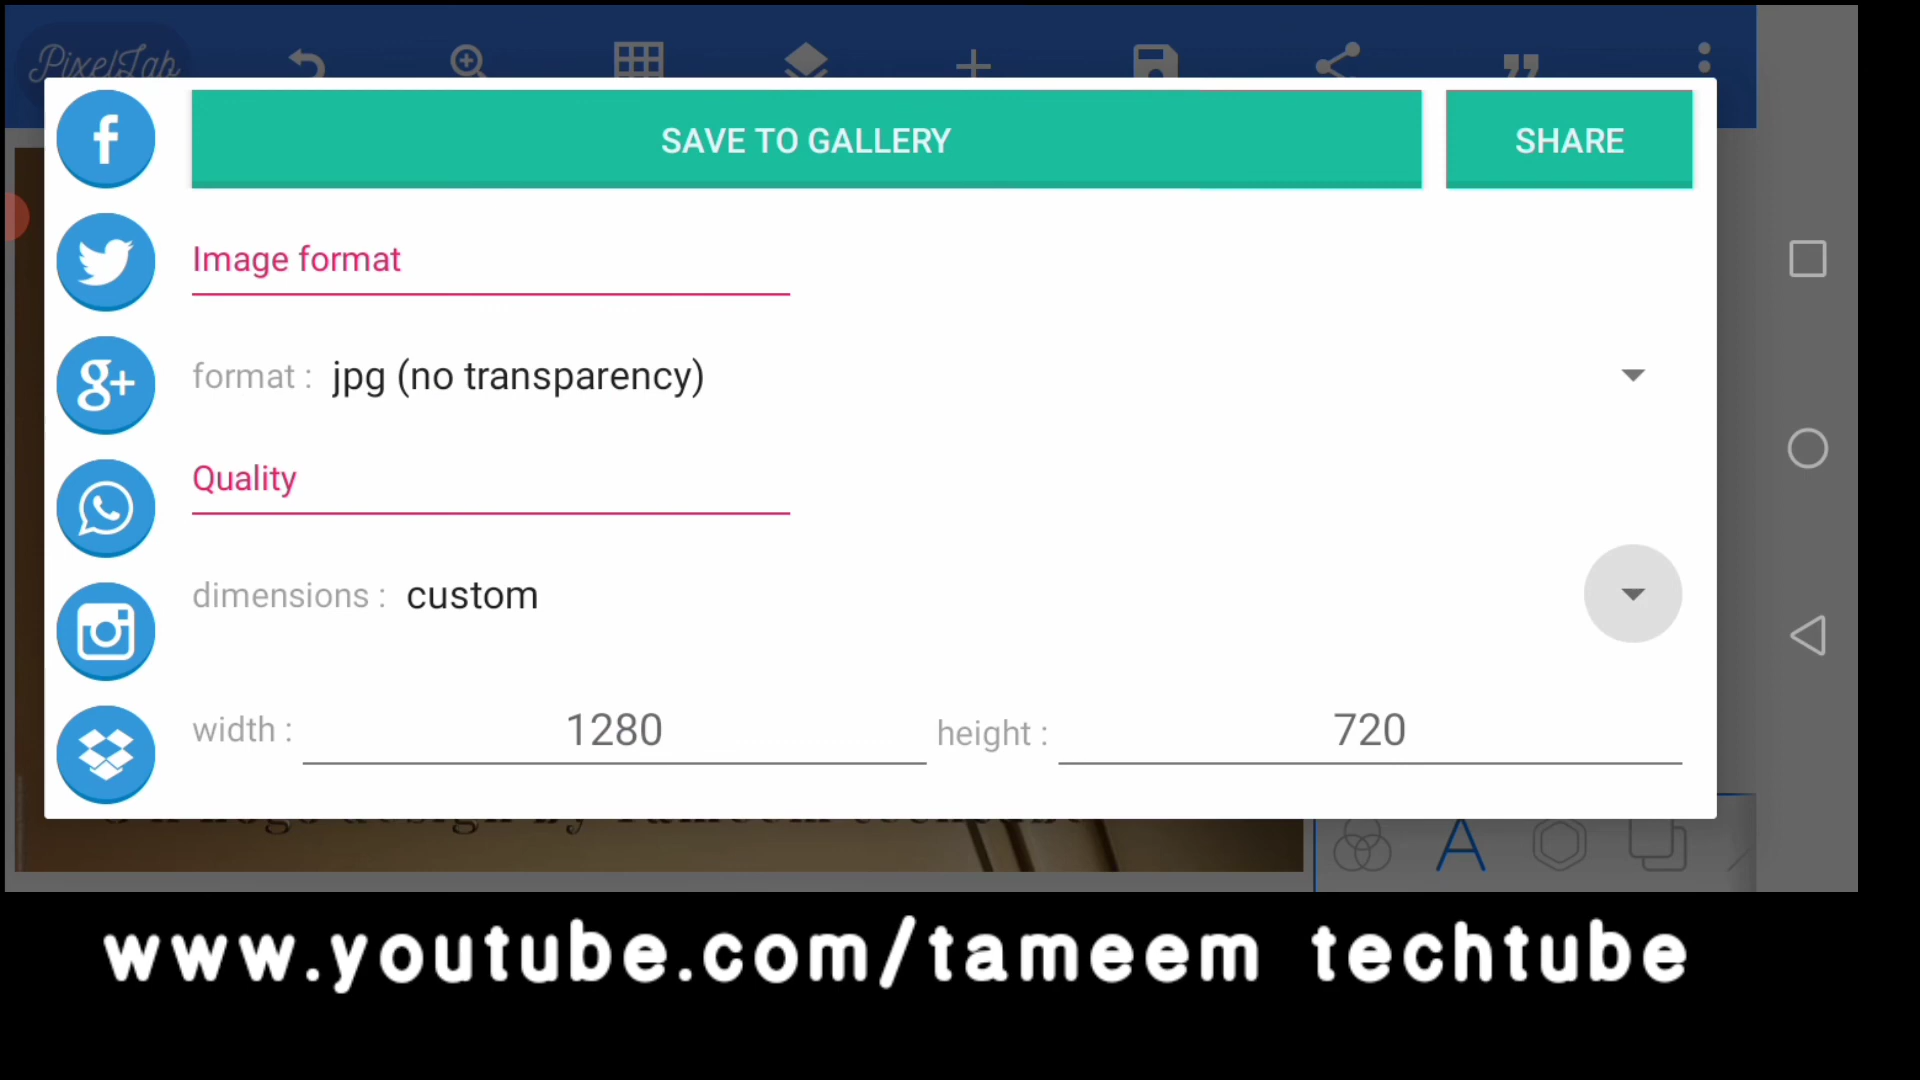 PixelLab
SAVE TO GALLERY
SHARE
Image format
format : jpg (no transparency)
Quality
dimensions : custom
width : 1280 height : 720
www.youtube.com/tameem techtube